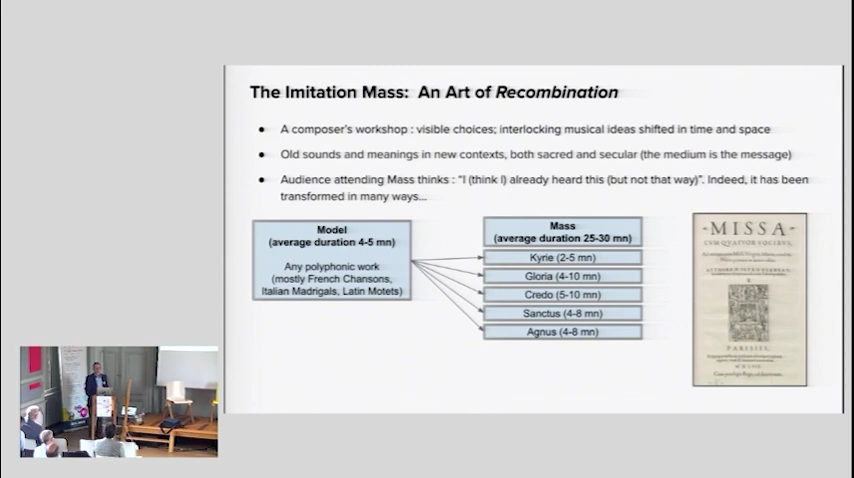 The Imitation Mass: An Art of Recombination
● A composer's workshop : visible choices; interlocking musical ideas shifted in time and space
● Old sounds and meanings in new contexts, both sacred and secular (the medium is the message)
● Audience attending Mass thinks : "I (think I) already heard this (but not that way)". Indeed, it has been
transformed in many ways...
Model
(average duration 4-5 mn)
Any polyphonic work
(mostly French Chansons,
Italian Madrigals, Latin Motets)
Mass
(average duration 25-30 mn)
Kyrie (2-5 mn)
Gloria (4-10 mn)
Credo (5-10 mn)
Sanctus (4-8 mn)
Agnus (4-8 mn)
-MISSA-
CVM QVATVOR VOCIBVS,
PARISIIS,